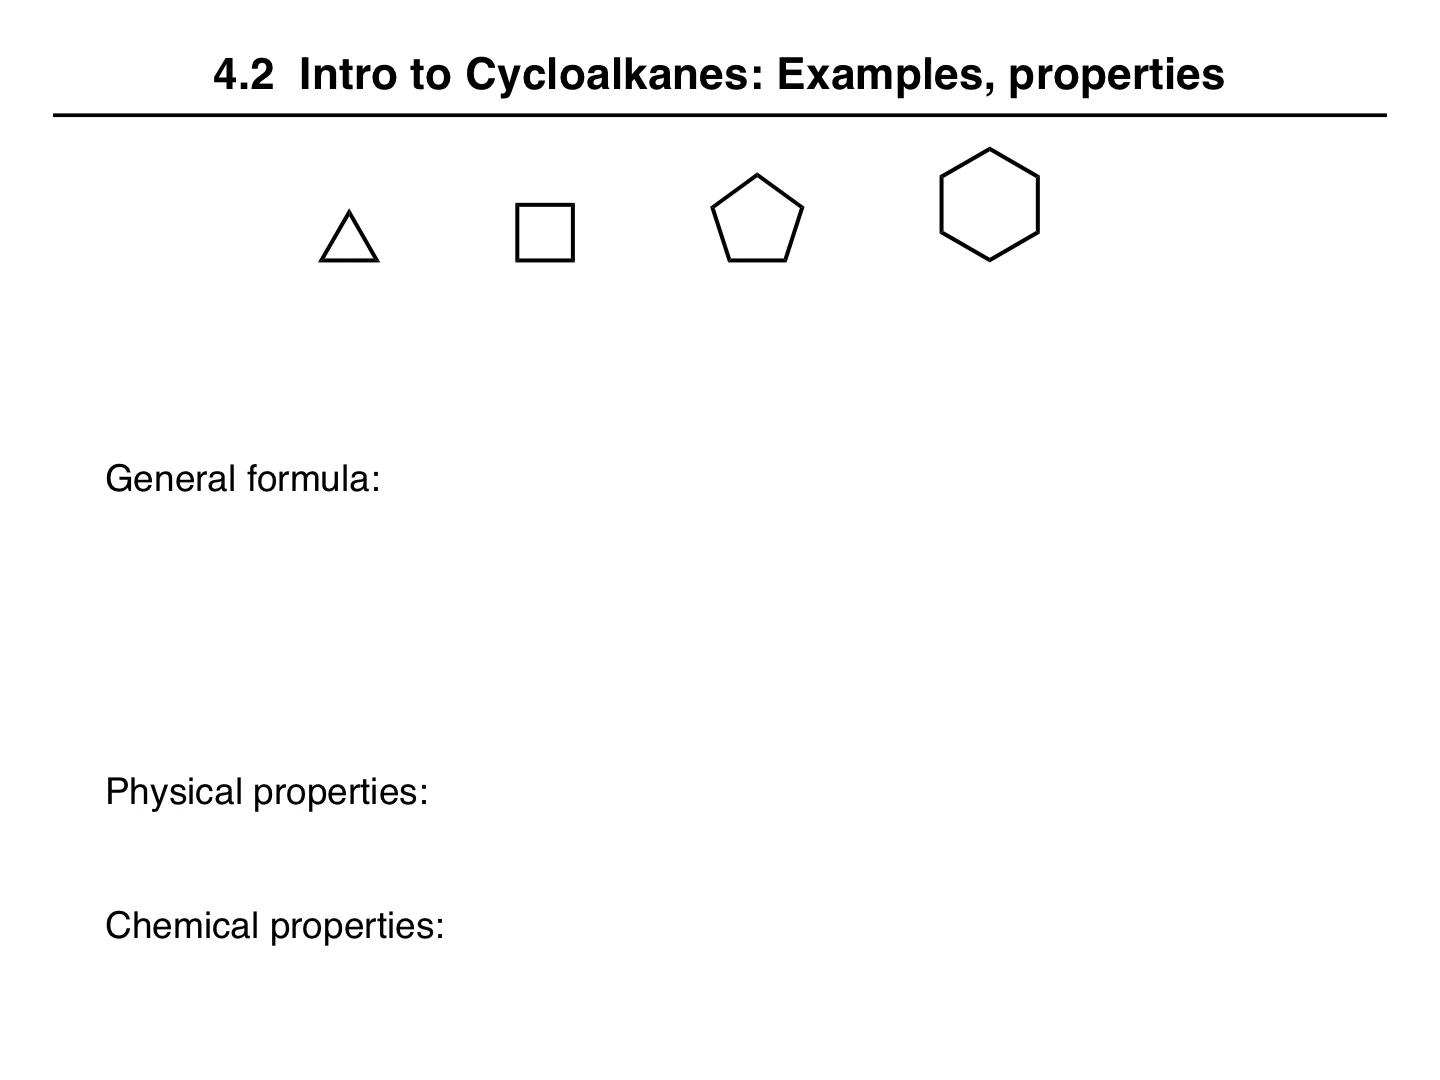 4.2  Intro to Cycloalkanes: Examples, properties
General formula:
Physical properties:
Chemical properties: